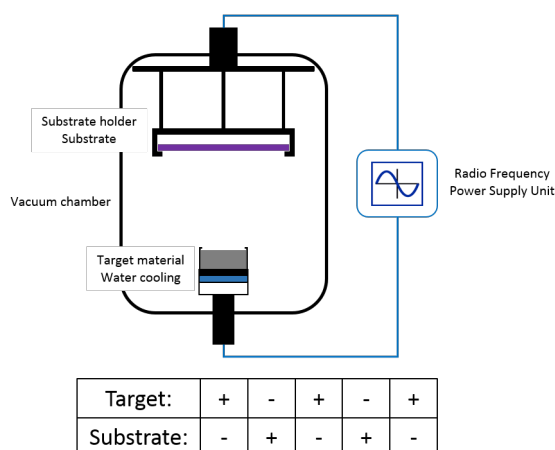 Substrate holder
Substrate
Radio Frequency
Power Supply Unit
Vacuum chamber
Target material
Water cooling
Target: + - + - +
Substrate: - + - + -